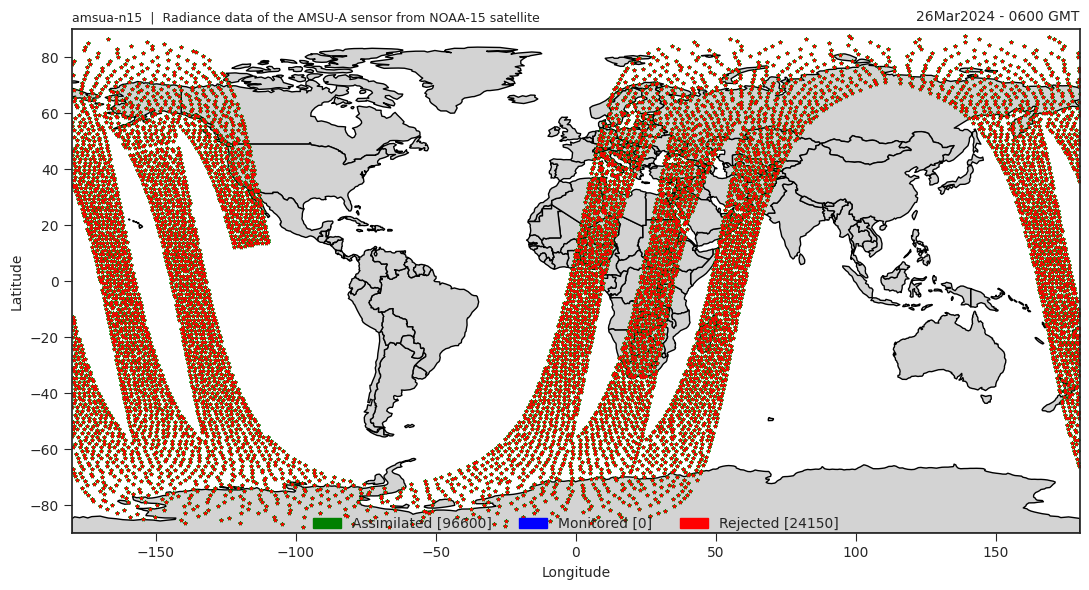 amsua-n15 | Radiance data of the AMSU-A sensor from NOAA-15 satellite
26Mar2024 - 0600 GMT
80
60
40
20
0
−20
−40
−60
−80
Latitude
Assimilated [96600] Monitored [0] Rejected [24150]
−150 −100 −50 0 50 100 150
Longitude